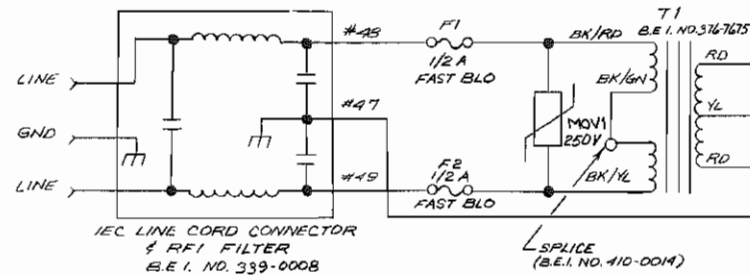 T1
B.E.I. NO. 376-7675
#48
F1
1/2 A
FAST BLO
BK/RD
RD
LINE
BK/GN
#47
YL
GND
MOV1
250V
RD
LINE
#49
F2
1/2 A
FAST BLO
BK/YL
IEC LINE CORD CONNECTOR
& RFI FILTER
B.E.I. NO. 339-0008
SPLICE
(B.E.I. NO. 410-0014)